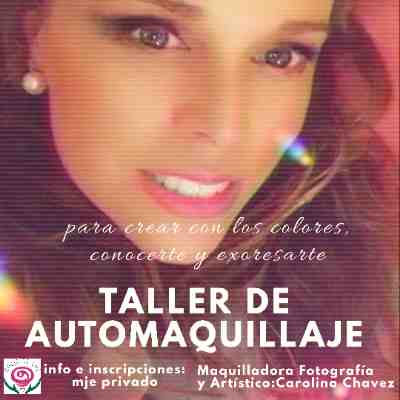 para crear con los colores,
conocerte y exoresarte
TALLER DE
AUTOMAQUILLAJE
info e inscripciones:
mje privado
Maquilladora Fotografía
y Artístico:Carolina Chavez